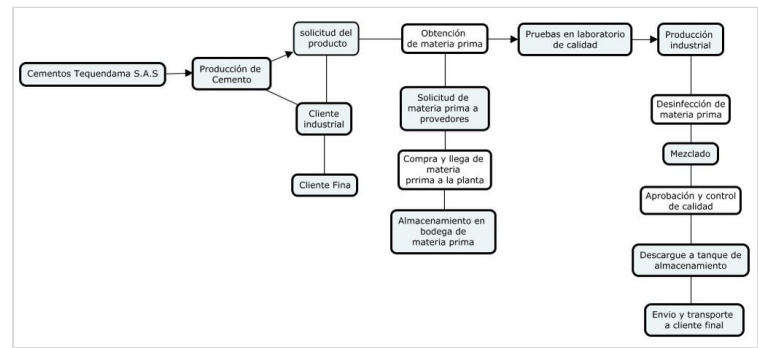 Cementos Tequendama S.A.S
Producción de
Cemento
solicitud del
producto
Cliente
industrial
Cliente Fina
Obtención
de materia prima
Solicitud de
materia prima a
provedores
Compra y llega de
materia
prrima a la planta
Almacenamiento en
bodega de
materia prima
Pruebas en laboratorio
de calidad
Producción
industrial
Desinfección de
materia prima
Mezclado
Aprobación y control
de calidad
Descargue a tanque de
almacenamiento
Envio y transporte
a cliente final